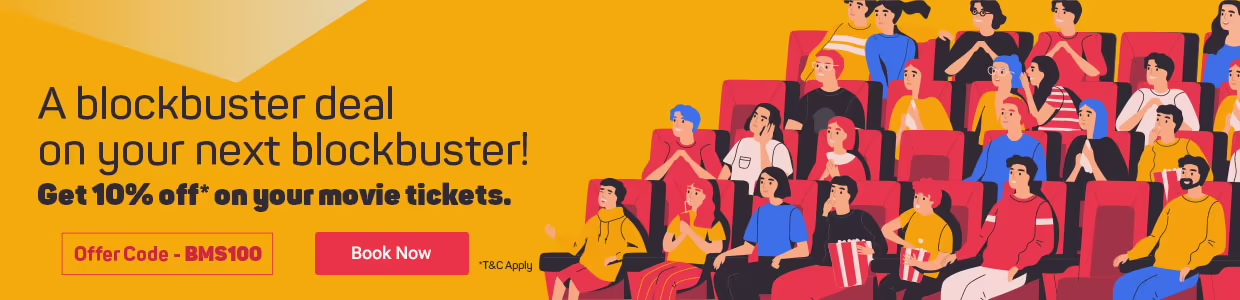 A blockbuster deal
on your next blockbuster!
Get 10% off* on your movie tickets.
Offer Code - BMS100
Book Now
*T&C Apply